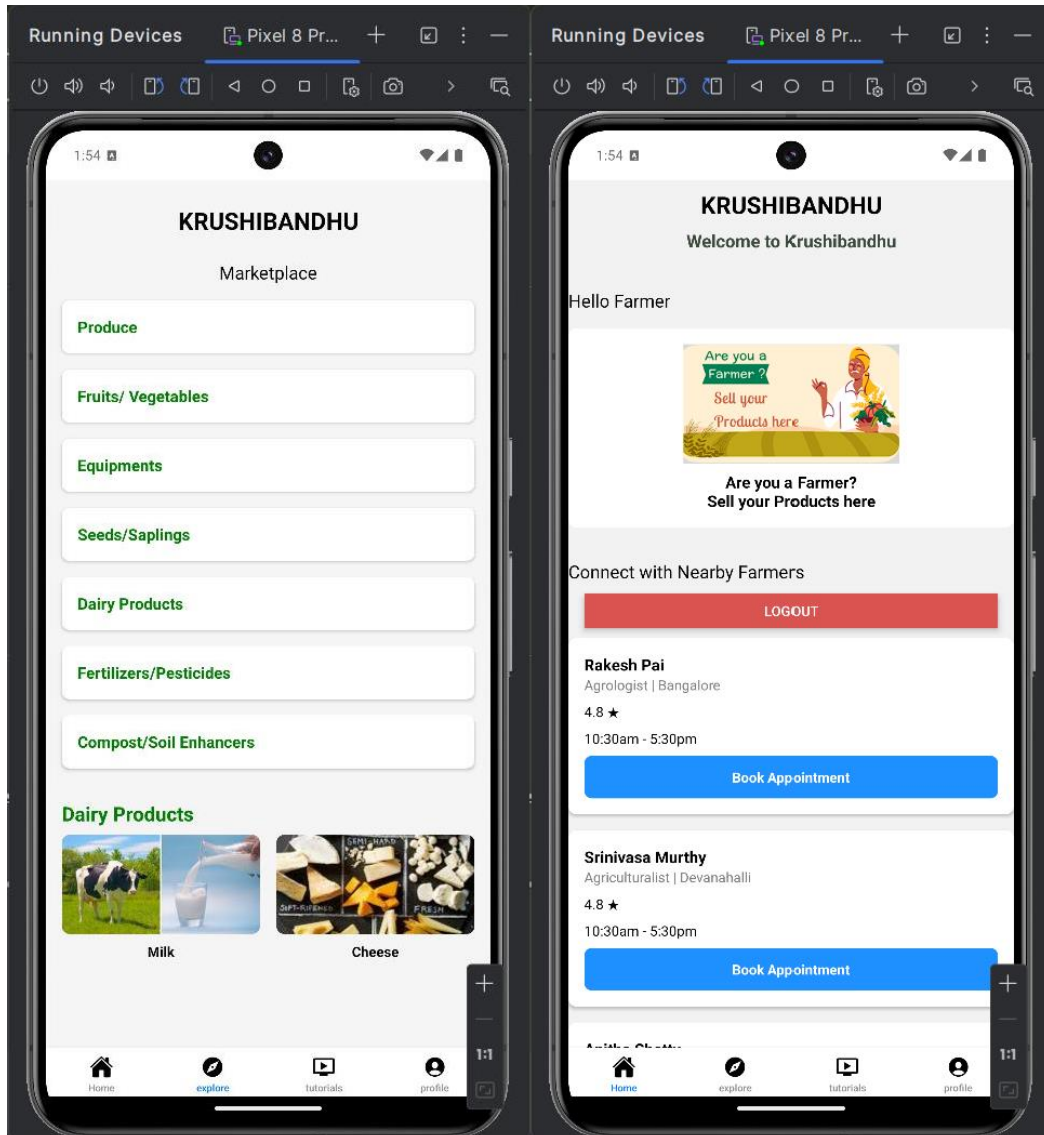 Running Devices
Pixel 8 Pr...
1:54
KRUSHIBANDHU
Marketplace
Produce
Fruits/ Vegetables
Equipments
Seeds/Saplings
Dairy Products
Fertilizers/Pesticides
Compost/Soil Enhancers
Dairy Products
SEMI-HARD
SOFT-RIPENED
FRESH
Milk
Cheese
1:1
Home
explore
tutorials
profile
Running Devices
Pixel 8 Pr...
1:54
KRUSHIBANDHU
Welcome to Krushibandhu
Hello Farmer
Are you a
Farmer ?
Sell your
Products here
Are you a Farmer?
Sell your Products here
Connect with Nearby Farmers
LOGOUT
Rakesh Pai
Agrologist | Bangalore
4.8 ★
10:30am - 5:30pm
Book Appointment
Srinivasa Murthy
Agriculturalist | Devanahalli
4.8 ★
10:30am - 5:30pm
Book Appointment
1:1
Home
explore
tutorials
profile